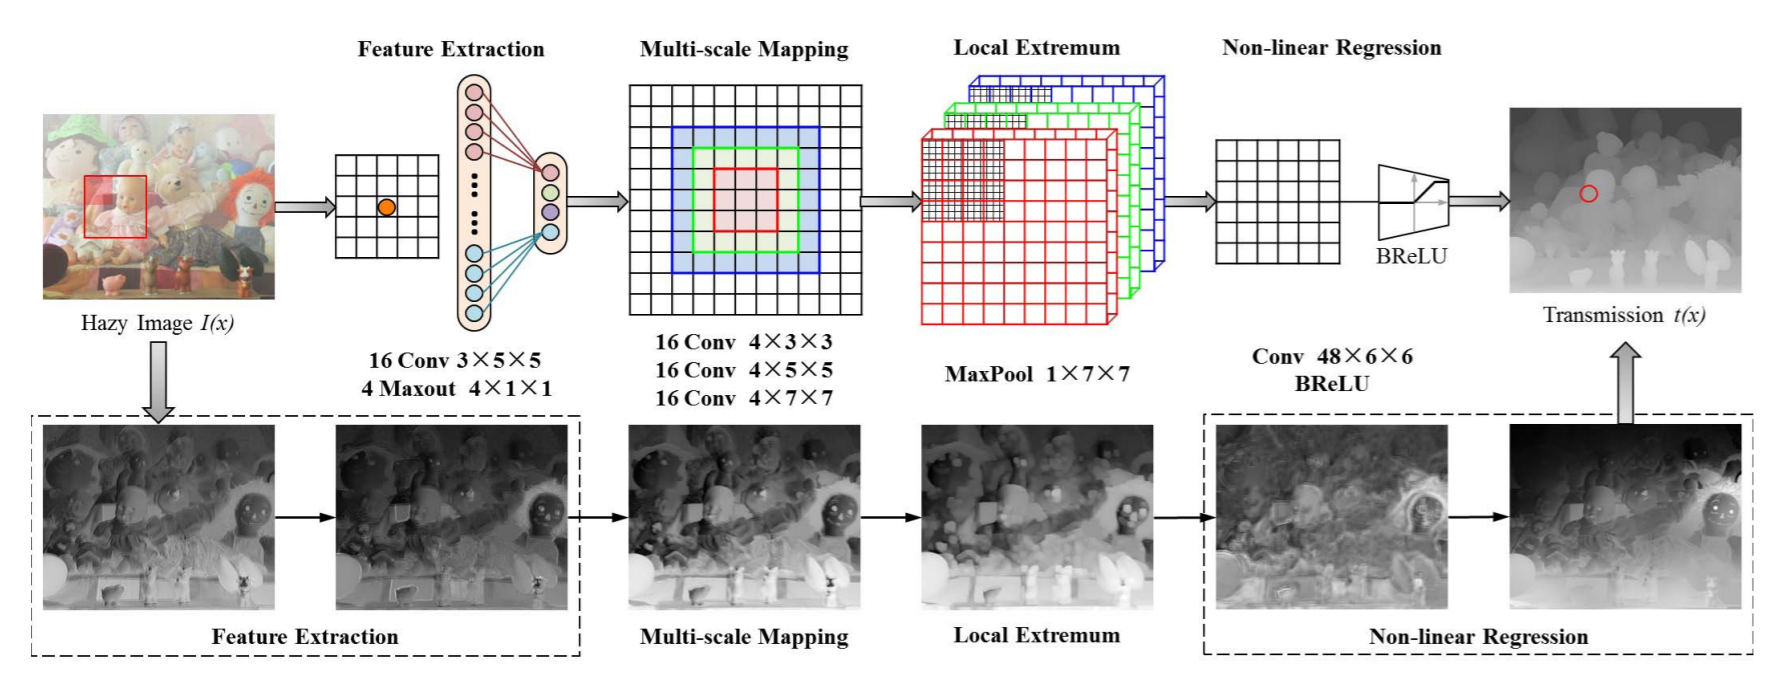 Feature Extraction
Multi-scale Mapping
Local Extremum
Non-linear Regression
BReLU
Hazy Image I(x)
Transmission t(x)
16 Conv 3×5×5
4 Maxout 4×1×1
16 Conv 4×3×3
16 Conv 4×5×5
16 Conv 4×7×7
MaxPool 1×7×7
Conv 48×6×6
BReLU
Feature Extraction
Multi-scale Mapping
Local Extremum
Non-linear Regression